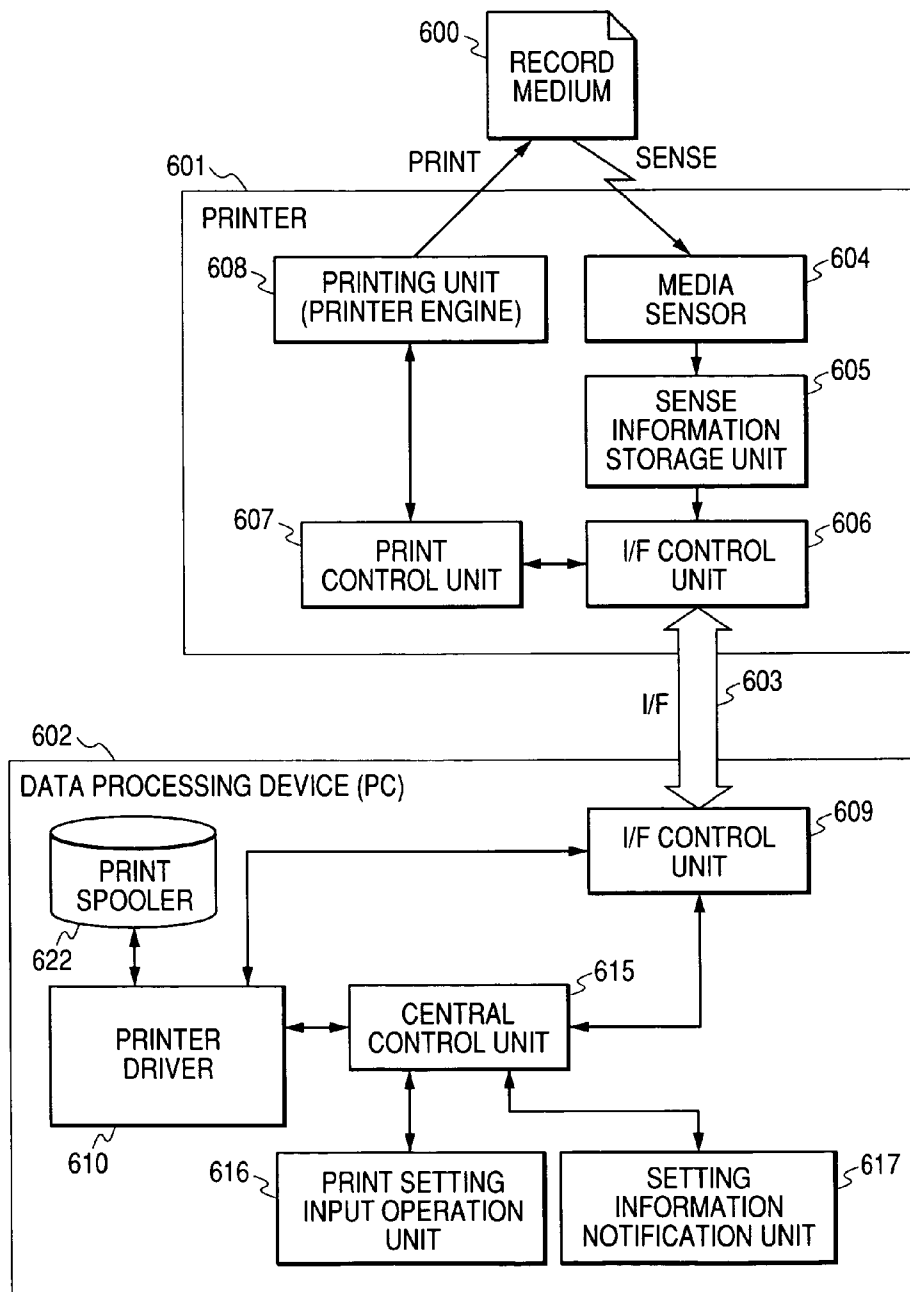 600
RECORD
MEDIUM
PRINT
SENSE
601
PRINTER
608
PRINTING UNIT
(PRINTER ENGINE)
604
MEDIA
SENSOR
605
SENSE
INFORMATION
STORAGE UNIT
607
PRINT
CONTROL UNIT
606
I/F CONTROL
UNIT
I/F
603
602
DATA PROCESSING DEVICE (PC)
609
I/F CONTROL
UNIT
PRINT
SPOOLER
622
615
CENTRAL
CONTROL UNIT
PRINTER
DRIVER
610
616
PRINT SETTING
INPUT OPERATION
UNIT
617
SETTING
INFORMATION
NOTIFICATION UNIT